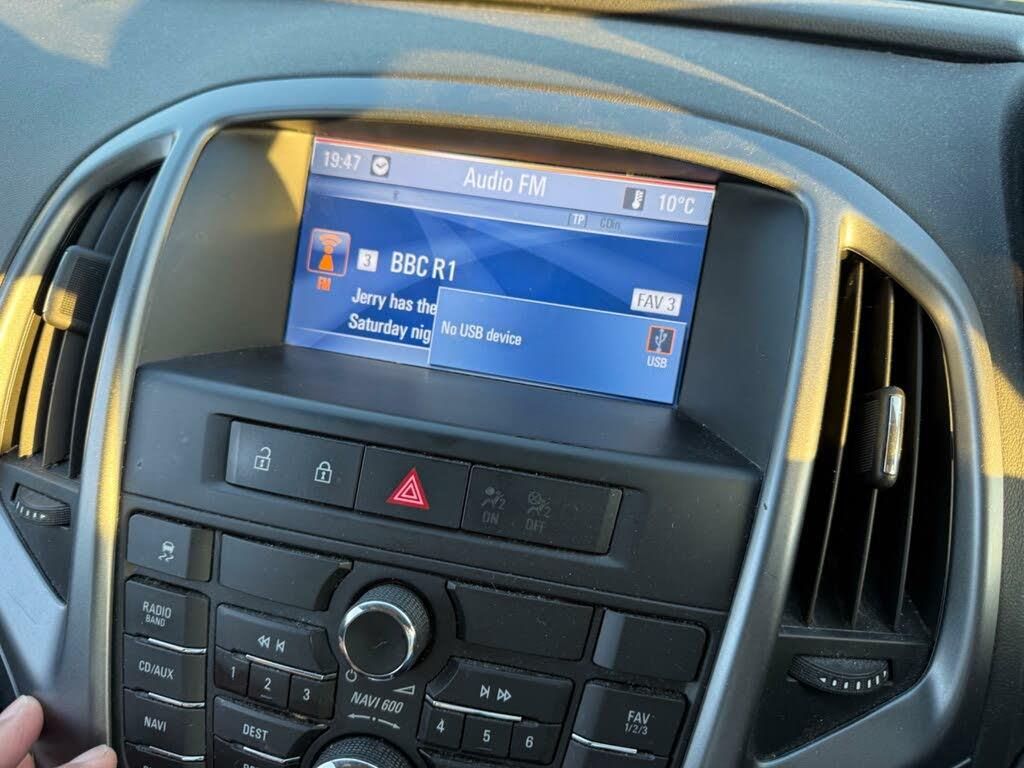 19:47
Audio FM
10°C
TP
FM
3
BBC R1
FAV 3
Jerry has the
Saturday nig
No USB device
USB
2
ON
2
OFF
RADIO
BAND
CD/AUX
NAVI
1
2
3
DEST
NAVI 600
4
5
6
FAV
1/2/3